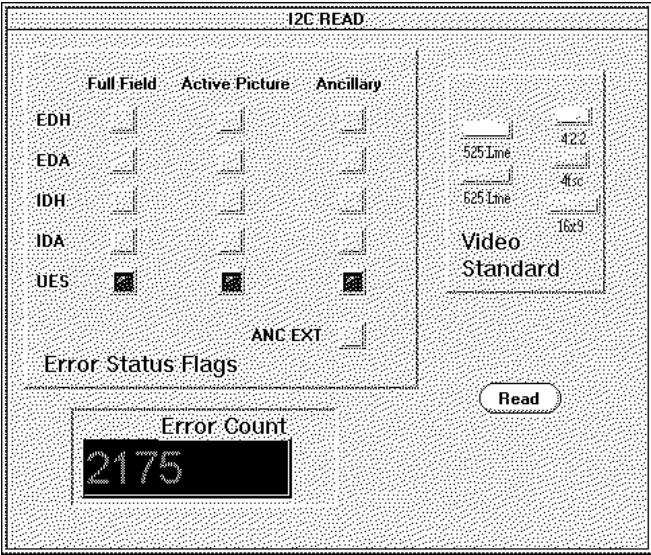 I2C READ
Full Field Active Picture Ancillary
EDH
EDA
IDH
IDA
UES
ANC EXT
Error Status Flags
525 Line
4:2:2
625 Line
4fsc
16x9
Video
Standard
Read
Error Count
2175